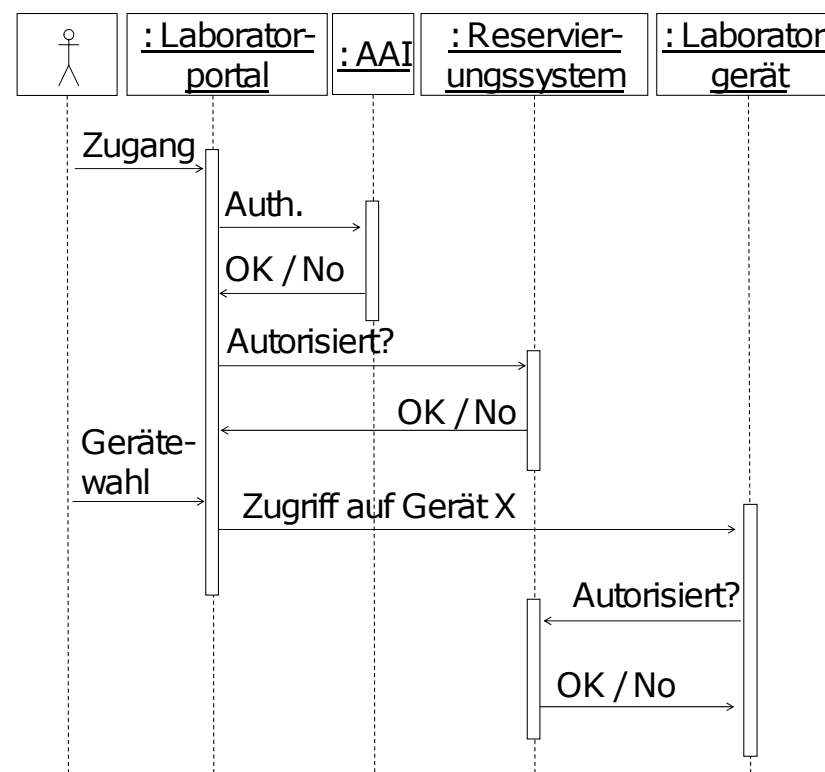 : Laborator-
portal
: AAI
: Reservier-
ungssystem
: Laborator
gerät
Zugang
Auth.
OK / No
Autorisiert?
OK / No
Geräte-
wahl
Zugriff auf Gerät X
Autorisiert?
OK / No